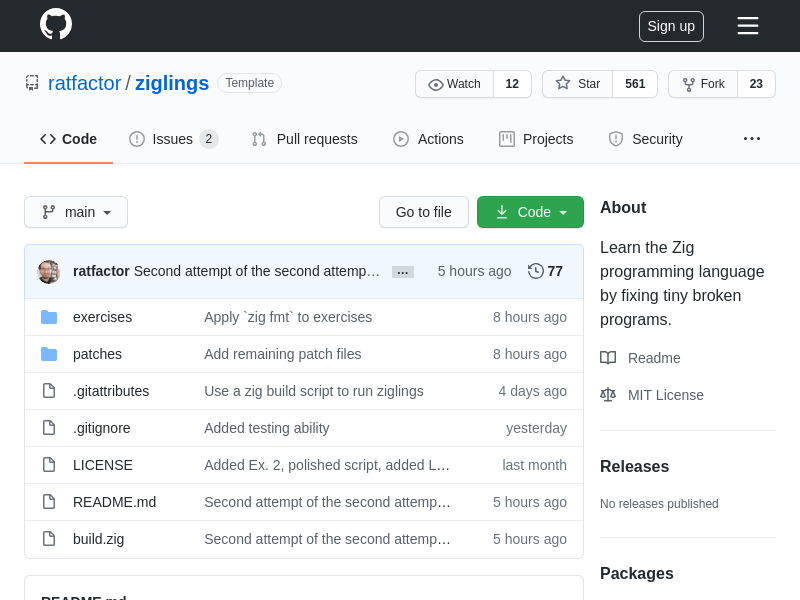 Sign up
ratfactor / ziglings Template
Watch 12 Star 561 Fork 23
Code Issues 2 Pull requests Actions Projects Security ...
main Go to file Code
ratfactor Second attempt of the second attemp… ... 5 hours ago 77
exercises Apply `zig fmt` to exercises 8 hours ago
patches Add remaining patch files 8 hours ago
.gitattributes Use a zig build script to run ziglings 4 days ago
.gitignore Added testing ability yesterday
LICENSE Added Ex. 2, polished script, added L… last month
README.md Second attempt of the second attemp… 5 hours ago
build.zig Second attempt of the second attemp… 5 hours ago
README.md
About
Learn the Zig
programming language
by fixing tiny broken
programs.
Readme
MIT License
Releases
No releases published
Packages